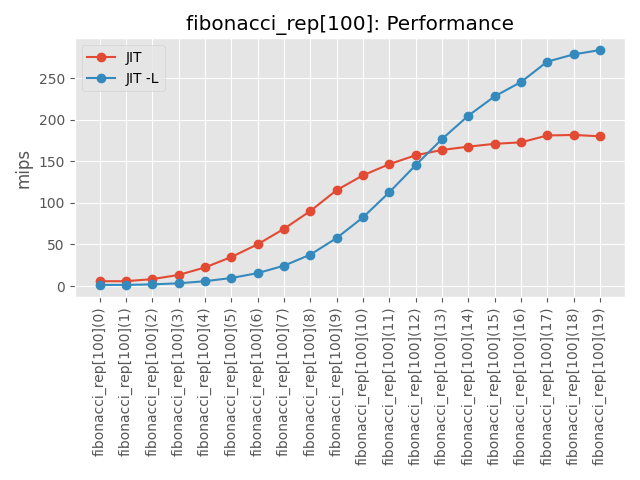 fibonacci_rep[100]: Performance
JIT
JIT -L
mips
250
200
150
100
50
0
fibonacci_rep[100](0)
fibonacci_rep[100](1)
fibonacci_rep[100](2)
fibonacci_rep[100](3)
fibonacci_rep[100](4)
fibonacci_rep[100](5)
fibonacci_rep[100](6)
fibonacci_rep[100](7)
fibonacci_rep[100](8)
fibonacci_rep[100](9)
fibonacci_rep[100](10)
fibonacci_rep[100](11)
fibonacci_rep[100](12)
fibonacci_rep[100](13)
fibonacci_rep[100](14)
fibonacci_rep[100](15)
fibonacci_rep[100](16)
fibonacci_rep[100](17)
fibonacci_rep[100](18)
fibonacci_rep[100](19)